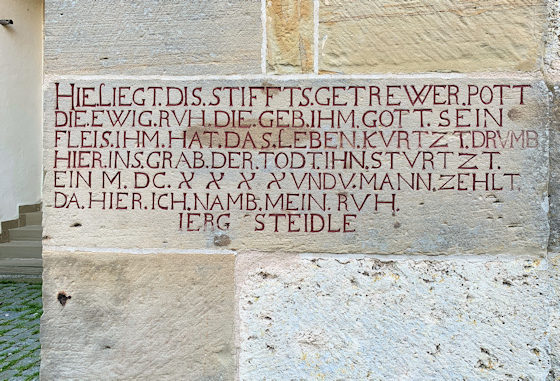 HIE.LIEGT.DIS.STIFFTS.GETREWER.POTT
DIE.EWIG.RVH.DIE.GEB.IHM.GOTT.SEIN
FLEIS.IHM.HAT.DAS.LEBEN.KVRTZT.DRVMB
HIER.INS.GRAB.DER.TODT.IHN.STVRTZT.
EIN M.DC.XXXXVNDV.MANN.ZEHLT.
DA.HIER.ICH.NAMB.MEIN.RVH.
IERG STEIDLE